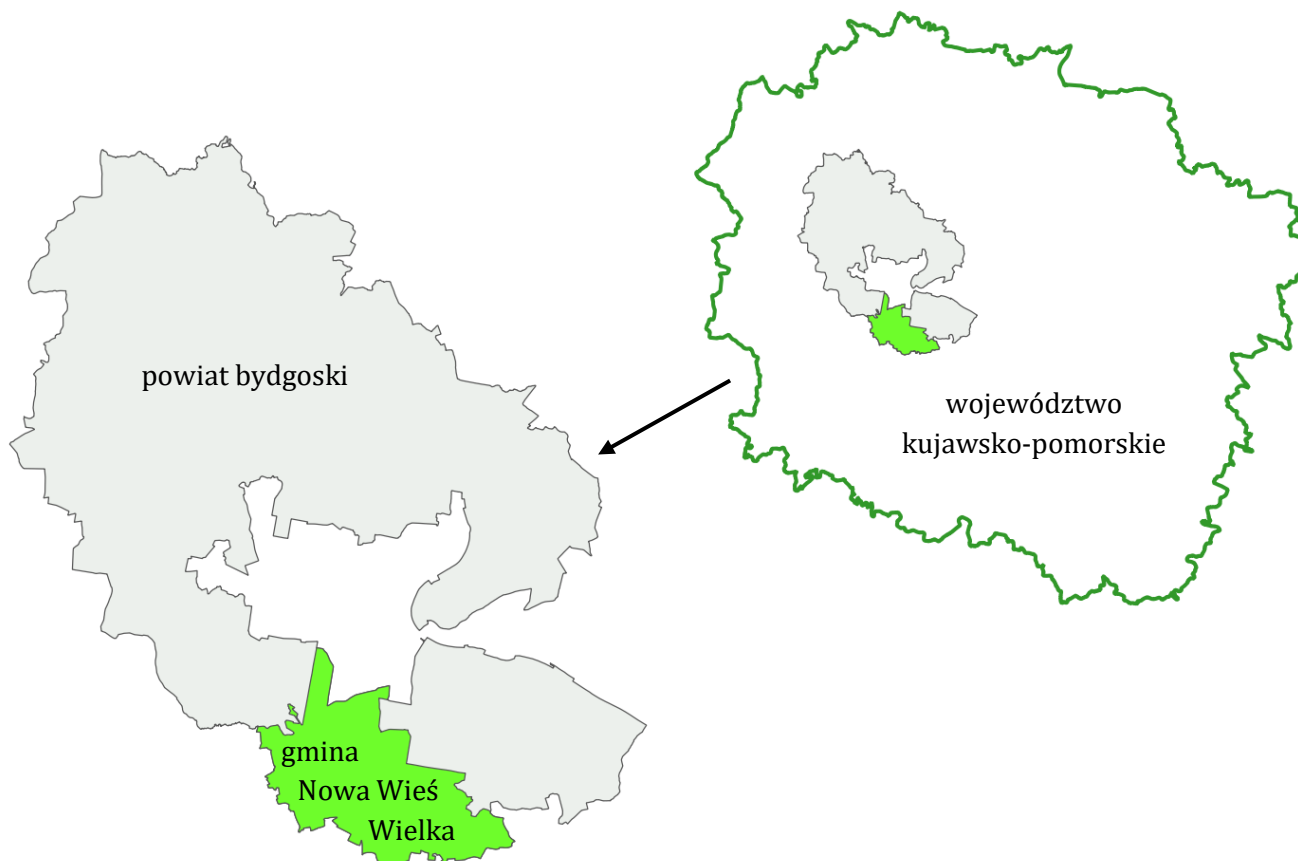 powiat bydgoski
województwo
kujawsko-pomorskie
gmina
Nowa Wieś
Wielka